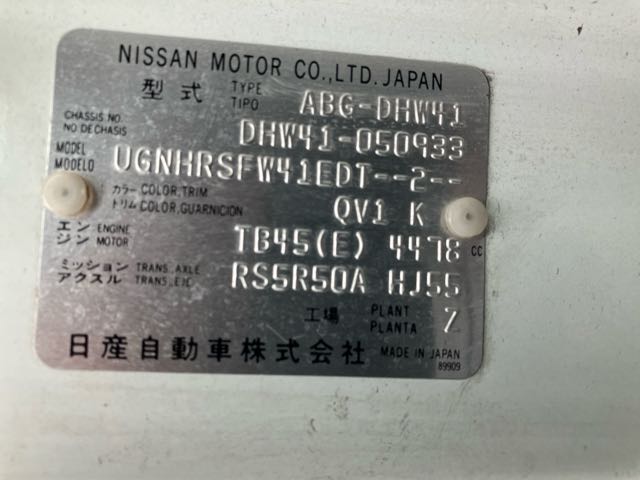 NISSAN MOTOR CO.,LTD. JAPAN
型式 TYPE TIPO ABG-DHW41
CHASSIS NO. NO DE CHASIS DHW41-050933
MODEL MODELO UGNHRSFW41EDT--2--
カラー COLOR,TRIM トリム COLOR,GUARNICION QV1 K
エンジン ENGINE MOTOR TB45(E) 4478 CC
ミッション アクスル TRANS.,AXLE TRANS.,EJE RS5R50A HJ55
工場 PLANT PLANTA Z
日産自動車株式会社 MADE IN JAPAN
89909